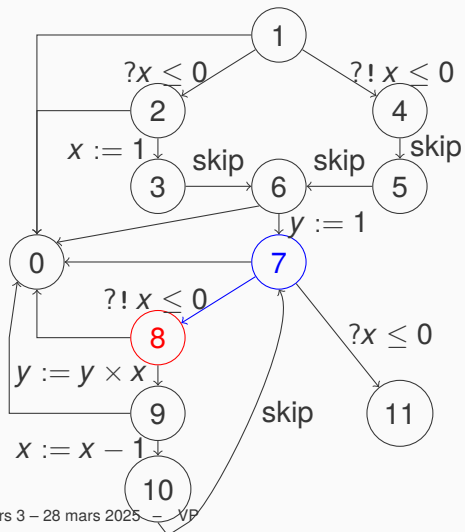 1
?x ≤ 0
?! x ≤ 0
2
4
x := 1
skip
skip
skip
3
6
5
y := 1
0
7
?! x ≤ 0
8
?x ≤ 0
y := y × x
9
skip
11
x := x − 1
10
rs 3 – 28 mars 2025 – VP